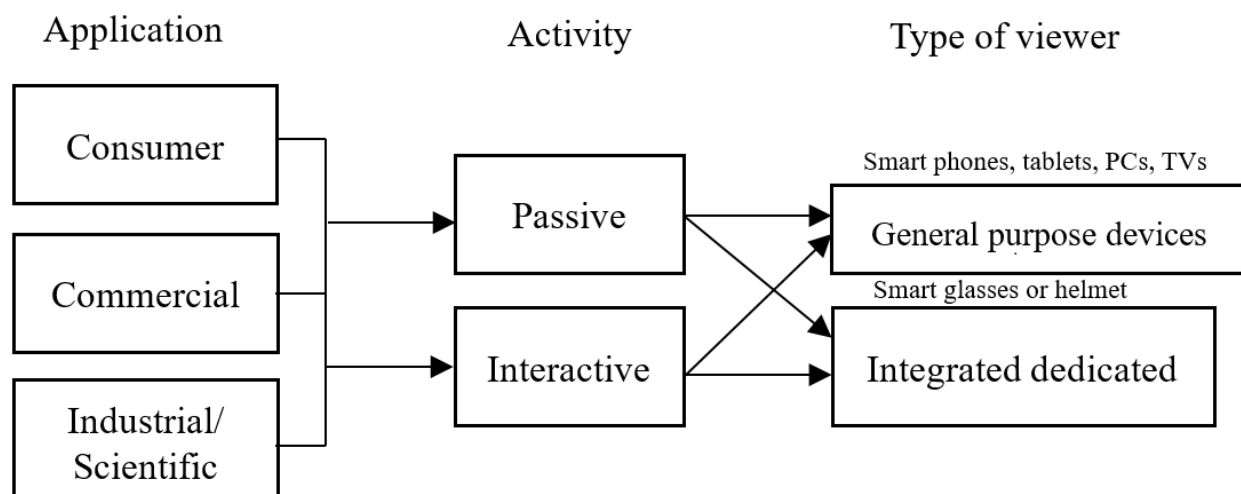 Application
Activity
Type of viewer
Consumer
Commercial
Industrial/
Scientific
Passive
Interactive
Smart phones, tablets, PCs, TVs
General purpose devices
Smart glasses or helmet
Integrated dedicated